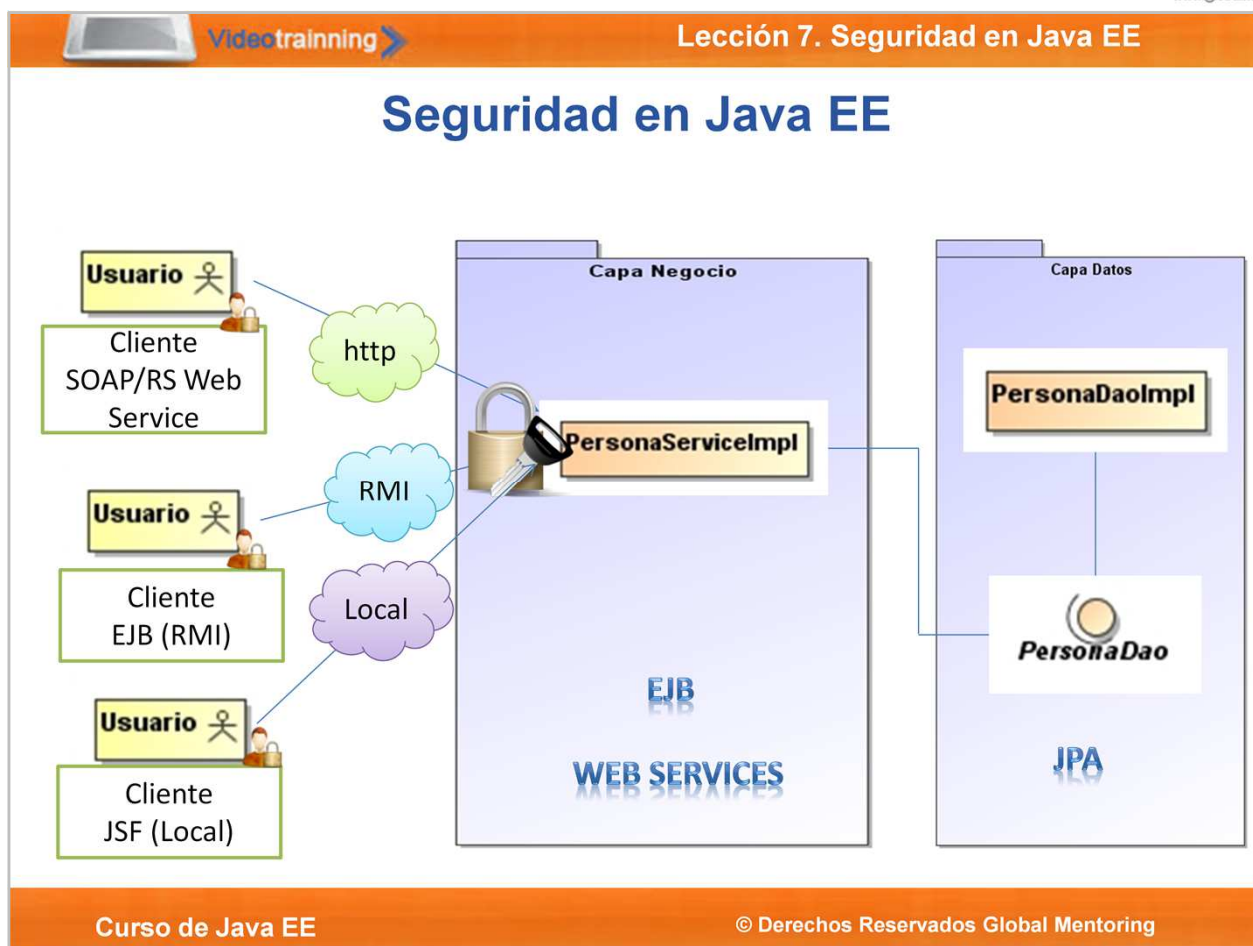 Videotrainning
Lección 7. Seguridad en Java EE
Seguridad en Java EE
Usuario
Cliente
SOAP/RS Web
Service
http
Usuario
Cliente
EJB (RMI)
RMI
Usuario
Cliente
JSF (Local)
Local
Capa Negocio
PersonaServiceImpl
EJB
WEB SERVICES
Capa Datos
PersonaDaoImpl
PersonaDao
JPA
Curso de Java EE
© Derechos Reservados Global Mentoring